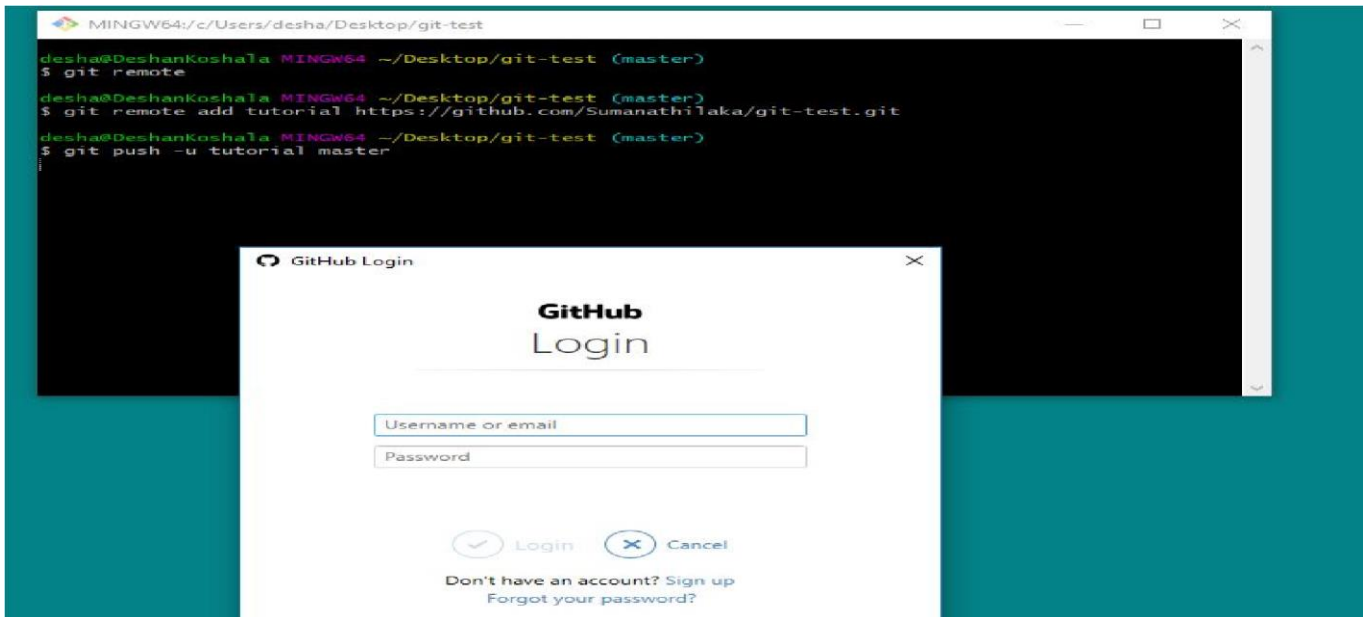 MINGW64:/c/Users/desha/Desktop/git-test
desha@DeshanKoshala MINGW64 ~/Desktop/git-test (master)
$ git remote
desha@DeshanKoshala MINGW64 ~/Desktop/git-test (master)
$ git remote add tutorial https://github.com/Sumanathilaka/git-test.git
desha@DeshanKoshala MINGW64 ~/Desktop/git-test (master)
$ git push -u tutorial master
GitHub Login
GitHub
Login
Username or email
Password
Login Cancel
Don't have an account? Sign up
Forgot your password?